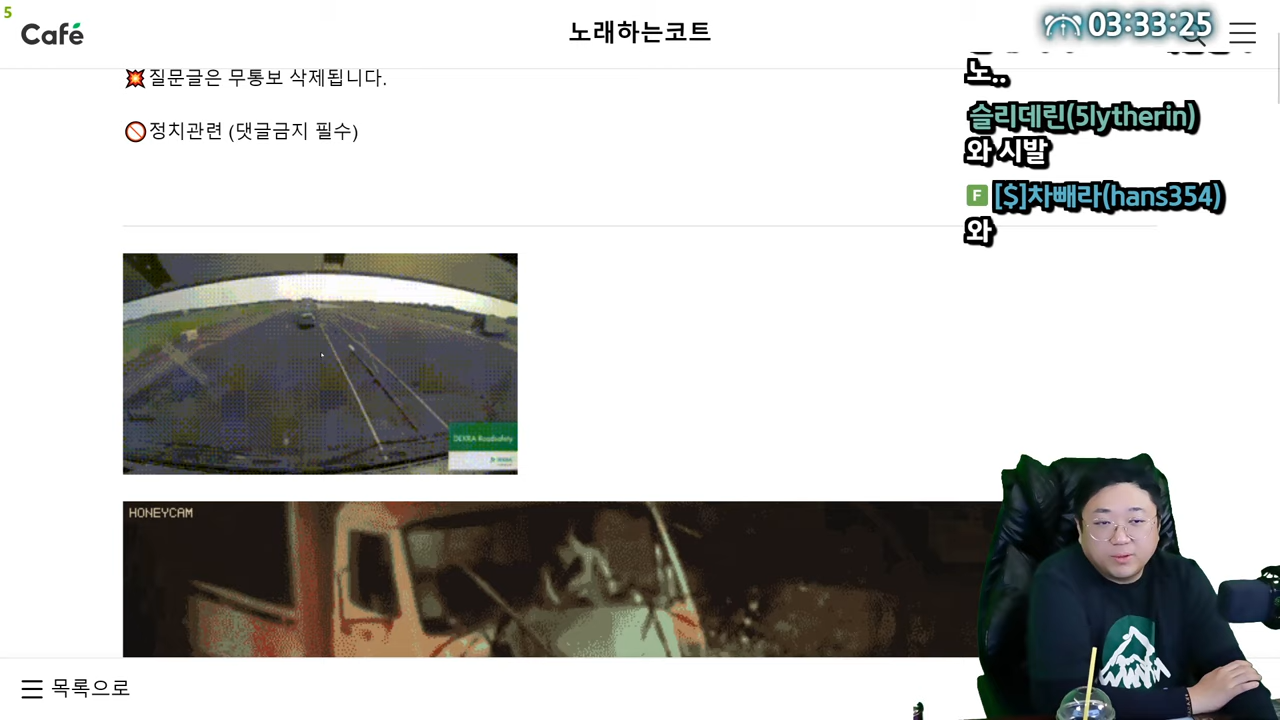 5
Café
노래하는코트
03:33:25
💥질문글은 무통보 삭제됩니다.
🚫정치관련 (댓글금지 필수)
노..
슬리데린(5lytherin)
와 시발
F [$]차빼라(hans354)
와
DEKRA Roadsafety
DEKRA
HONEYCAM
목록으로